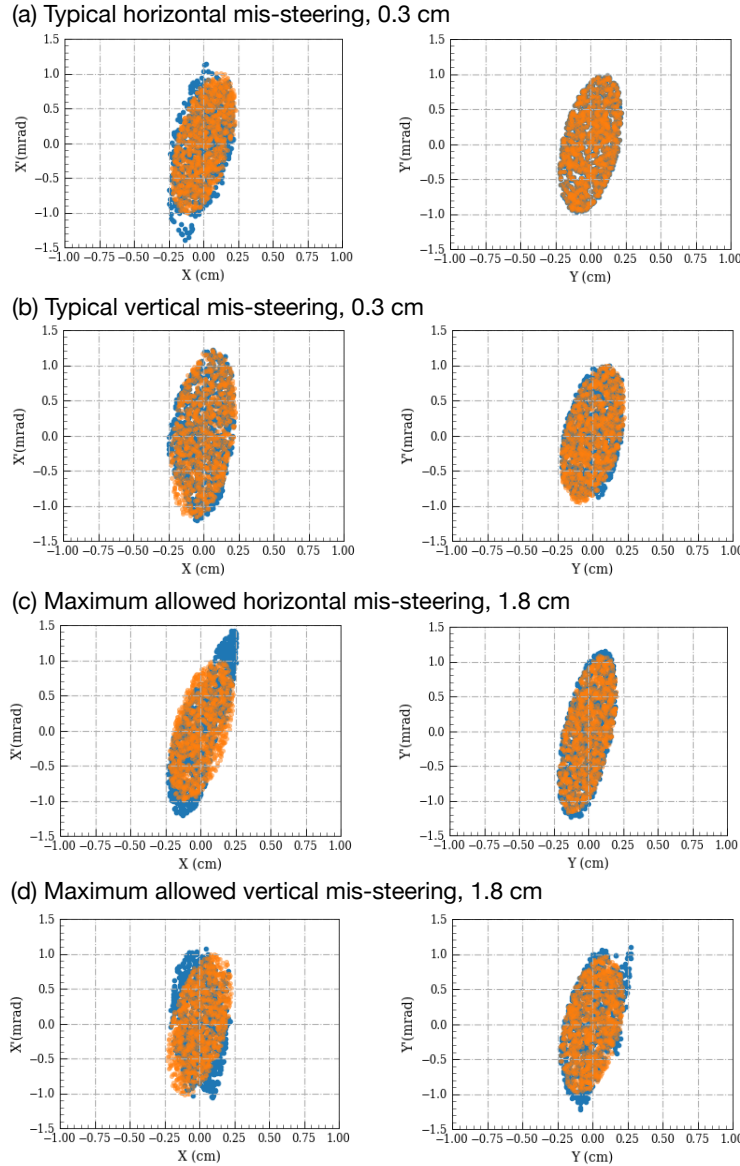 (a) Typical horizontal mis-steering, 0.3 cm
1.5
1.0
0.5
0.0
−0.5
−1.0
−1.5
X'(mrad)
−1.00 −0.75 −0.50 −0.25 0.00 0.25 0.50 0.75 1.00
X (cm)
1.5
1.0
0.5
0.0
−0.5
−1.0
−1.5
Y'(mrad)
−1.00 −0.75 −0.50 −0.25 0.00 0.25 0.50 0.75 1.00
Y (cm)
(b) Typical vertical mis-steering, 0.3 cm
1.5
1.0
0.5
0.0
−0.5
−1.0
−1.5
X'(mrad)
−1.00 −0.75 −0.50 −0.25 0.00 0.25 0.50 0.75 1.00
X (cm)
1.5
1.0
0.5
0.0
−0.5
−1.0
−1.5
Y'(mrad)
−1.00 −0.75 −0.50 −0.25 0.00 0.25 0.50 0.75 1.00
Y (cm)
(c) Maximum allowed horizontal mis-steering, 1.8 cm
1.5
1.0
0.5
0.0
−0.5
−1.0
−1.5
X'(mrad)
−1.00 −0.75 −0.50 −0.25 0.00 0.25 0.50 0.75 1.00
X (cm)
1.5
1.0
0.5
0.0
−0.5
−1.0
−1.5
Y'(mrad)
−1.00 −0.75 −0.50 −0.25 0.00 0.25 0.50 0.75 1.00
Y (cm)
(d) Maximum allowed vertical mis-steering, 1.8 cm
1.5
1.0
0.5
0.0
−0.5
−1.0
−1.5
X'(mrad)
−1.00 −0.75 −0.50 −0.25 0.00 0.25 0.50 0.75 1.00
X (cm)
1.5
1.0
0.5
0.0
−0.5
−1.0
−1.5
Y'(mrad)
−1.00 −0.75 −0.50 −0.25 0.00 0.25 0.50 0.75 1.00
Y (cm)